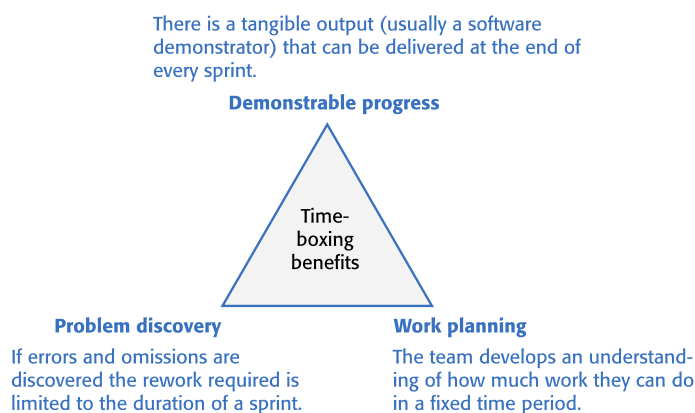 There is a tangible output (usually a software
demonstrator) that can be delivered at the end of
every sprint.
Demonstrable progress
Time-
boxing
benefits
Problem discovery
If errors and omissions are
discovered the rework required is
limited to the duration of a sprint.
Work planning
The team develops an understand-
ing of how much work they can do
in a fixed time period.